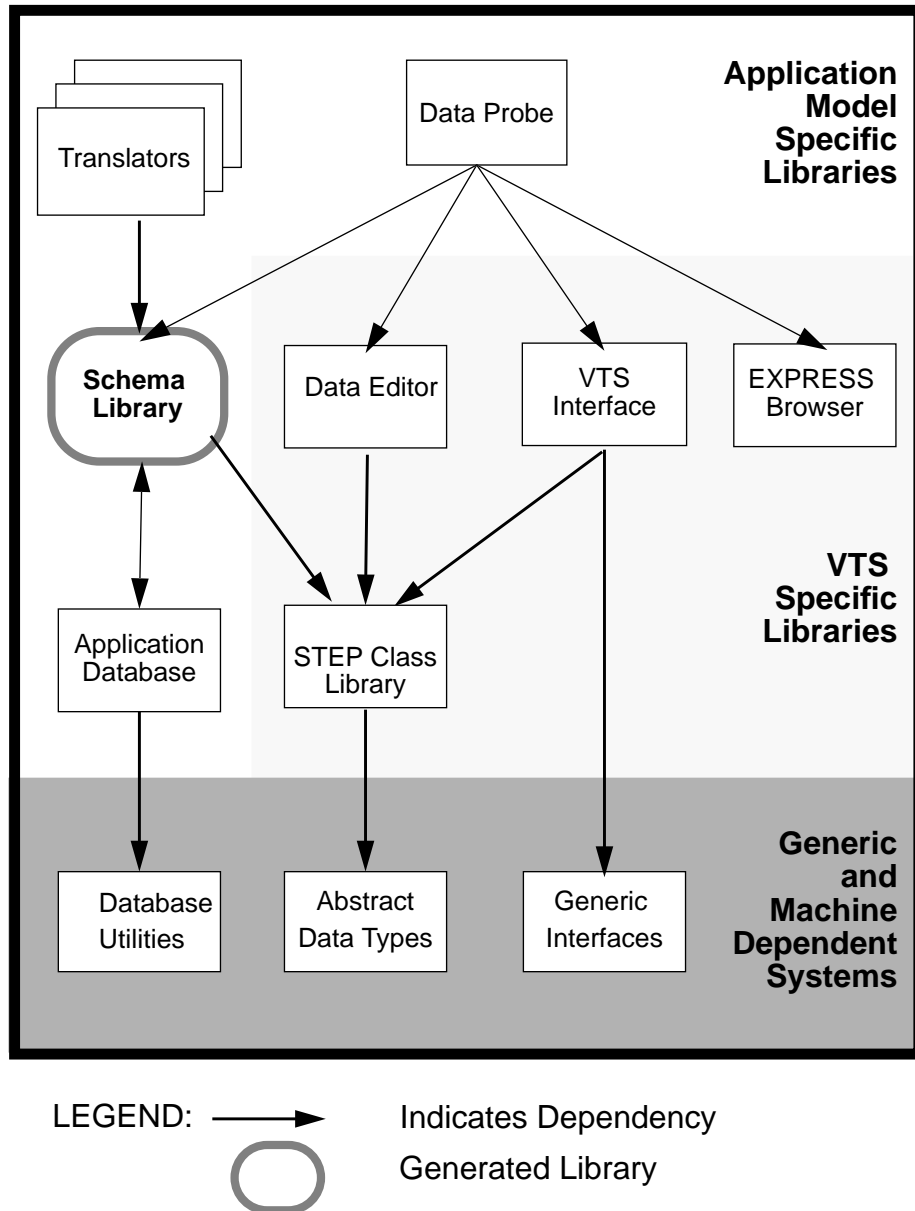 Application
Model
Specific
Libraries
Data Probe
Translators
Schema
Library
Data Editor
VTS
Interface
EXPRESS
Browser
VTS
Specific
Libraries
Application
Database
STEP Class
Library
Generic
and
Machine
Dependent
Systems
Database
Utilities
Abstract
Data Types
Generic
Interfaces
LEGEND:
Indicates Dependency
Generated Library